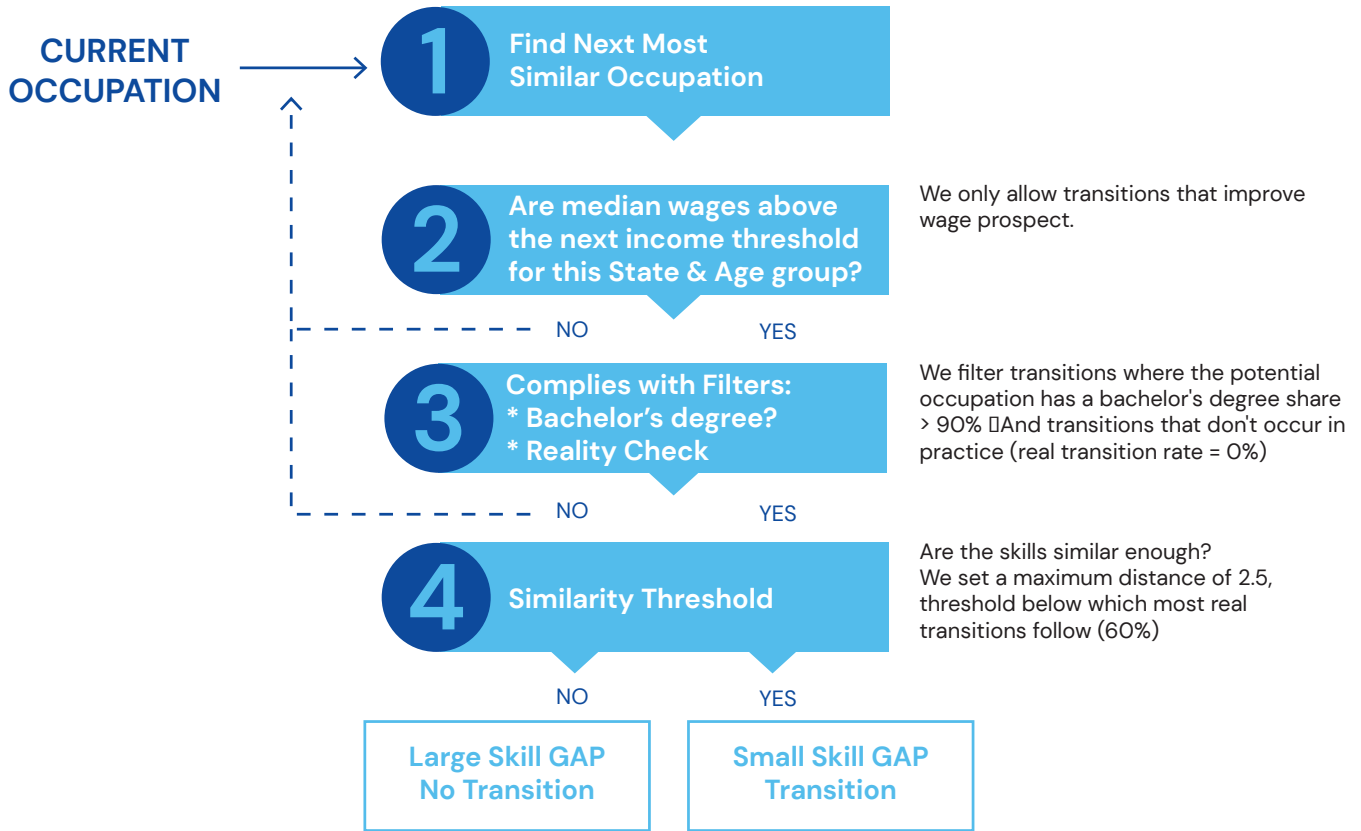 CURRENT
OCCUPATION
1
Find Next Most
Similar Occupation
2
Are median wages above
the next income threshold
for this State & Age group?
We only allow transitions that improve
wage prospect.
NO
YES
3
Complies with Filters:
* Bachelor’s degree?
* Reality Check
We filter transitions where the potential
occupation has a bachelor's degree share
> 90% ▯And transitions that don't occur in
practice (real transition rate = 0%)
NO
YES
4
Similarity Threshold
Are the skills similar enough?
We set a maximum distance of 2.5,
threshold below which most real
transitions follow (60%)
NO
YES
Large Skill GAP
No Transition
Small Skill GAP
Transition